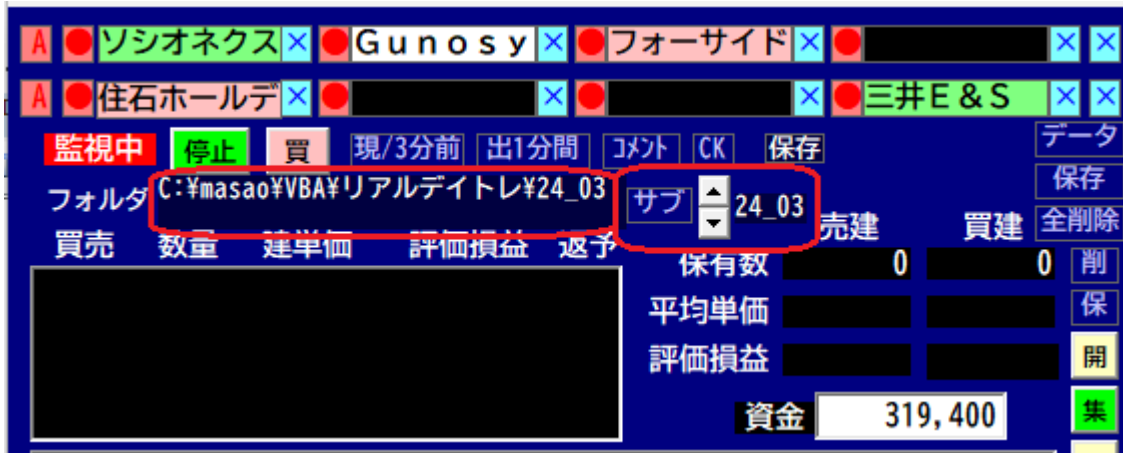 A ソシオネクス × Ｇｕｎｏｓｙ × フォーサイド × × ×
A 住石ホールデ × × × 三井Ｅ＆Ｓ × ×
監視中 停止 買 現/3分前 出1分間 ｺﾒﾝﾄ CK 保存 データ
フォルダ C:¥masao¥VBA¥リアルデイトレ¥24_03 サブ 24_03 保存
買売 数量 建単価 評価損益 返予 売建 買建 全削除
保有数 0 0 削
平均単価 保
評価損益 開
資金 319,400 集